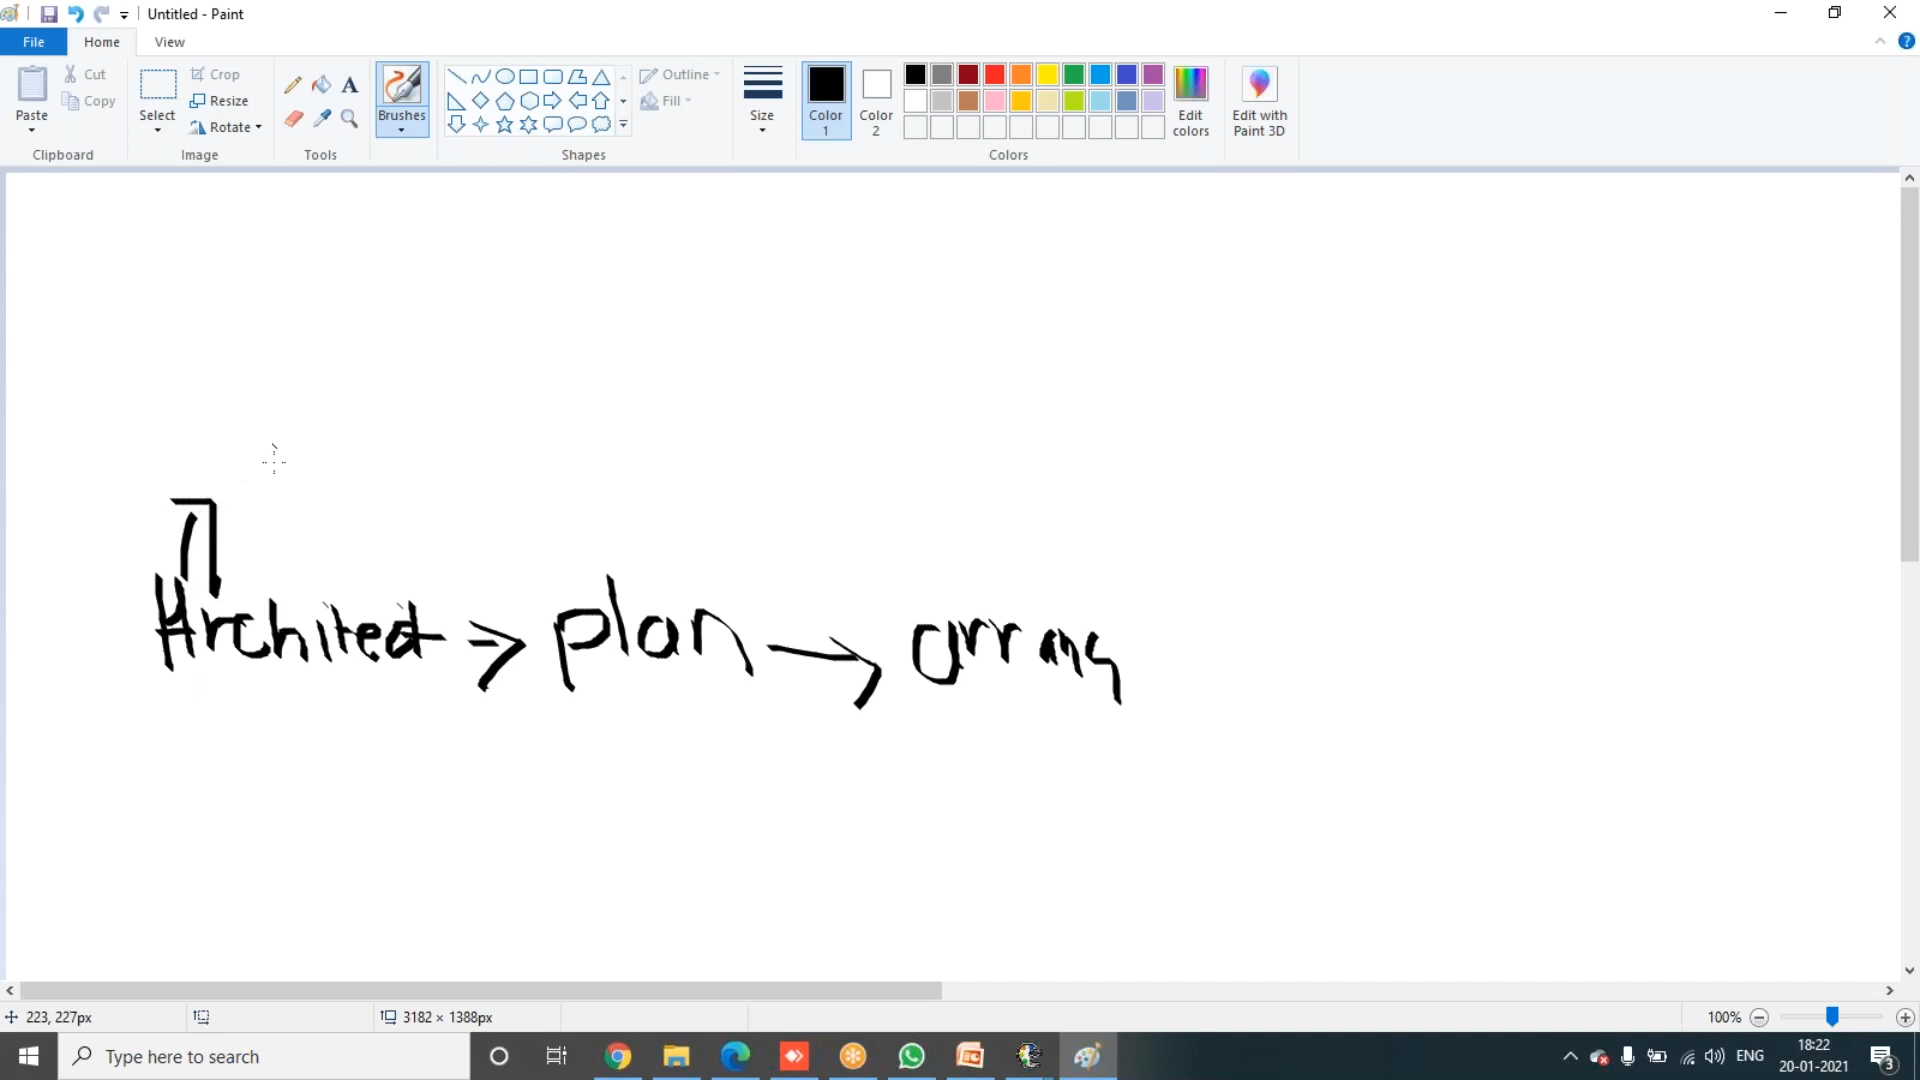 Untitled - Paint
File Home View
Paste Cut Copy Select Crop Resize Rotate Brushes Outline Fill Size Color 1 Color 2 Edit colors Edit with Paint 3D
Clipboard Image Tools Shapes Colors
Architect => plan → arrang
223, 227px 3182 × 1388px 100%
Type here to search ENG 18:22
20-01-2021 3